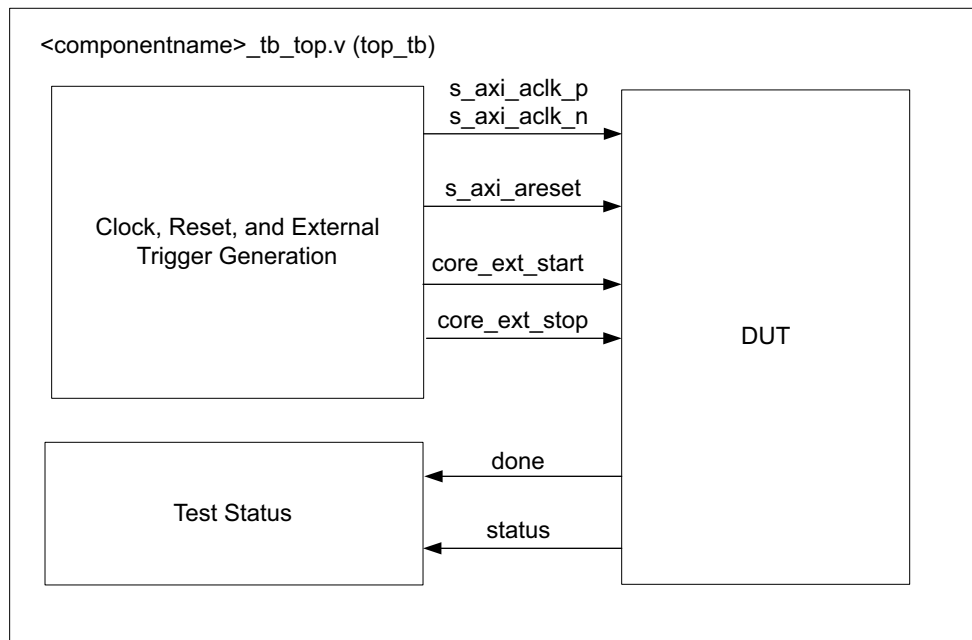 <componentname>_tb_top.v (top_tb)
s_axi_aclk_p
s_axi_aclk_n
s_axi_areset
Clock, Reset, and External
Trigger Generation
core_ext_start
core_ext_stop
DUT
done
Test Status
status